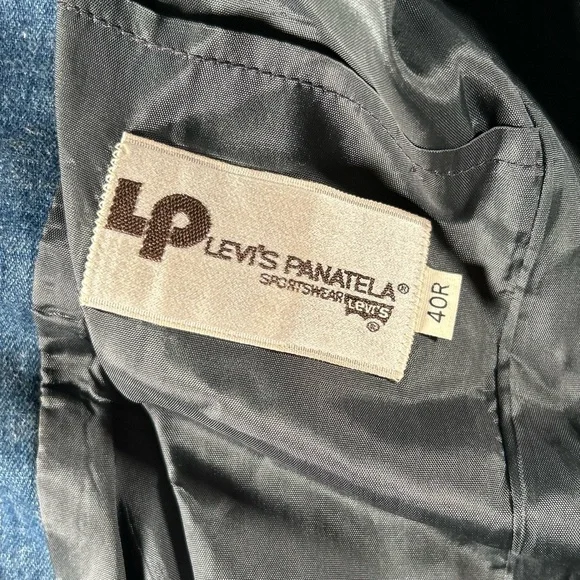 LP
LEVI'S PANATELA®
SPORTSWEAR
Levi's
®
40R